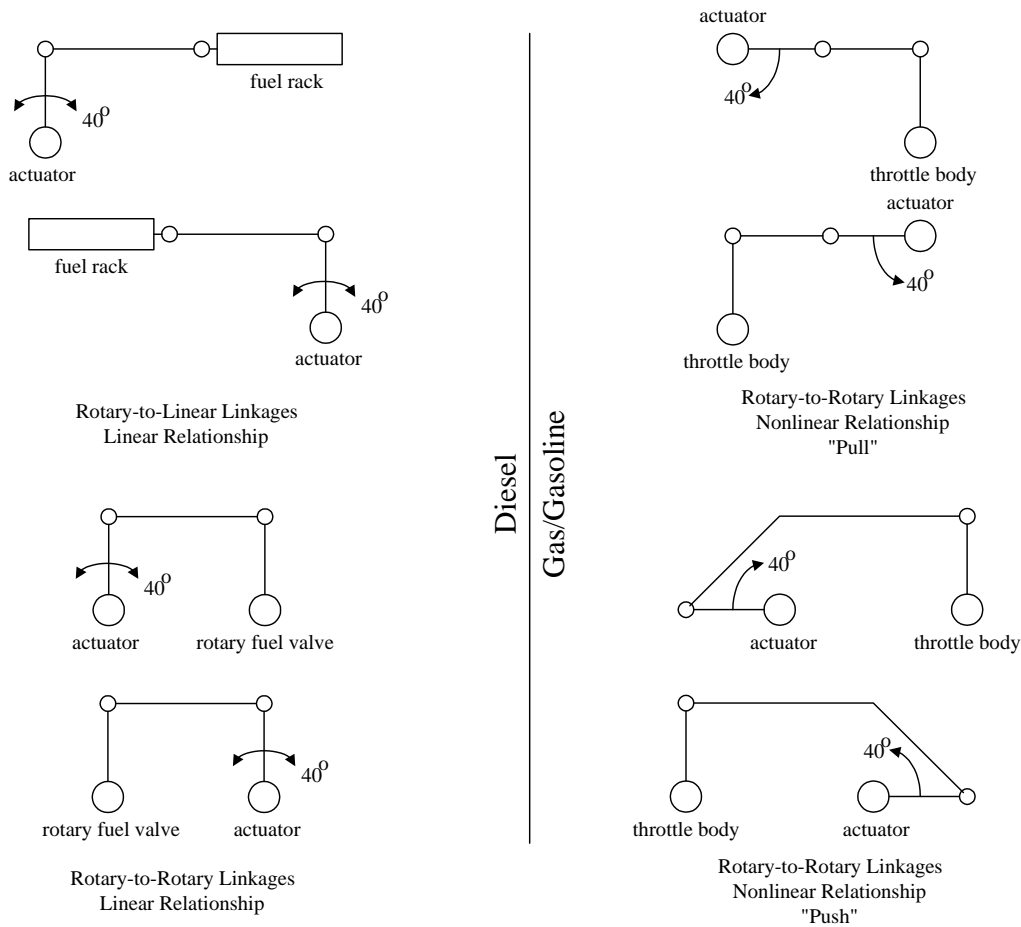 fuel rack
40o
actuator
fuel rack
40o
actuator
Rotary-to-Linear Linkages
Linear Relationship
40o
actuator
rotary fuel valve
40o
rotary fuel valve
actuator
Rotary-to-Rotary Linkages
Linear Relationship
Diesel
Gas/Gasoline
actuator
40o
throttle body
actuator
40o
throttle body
Rotary-to-Rotary Linkages
Nonlinear Relationship
"Pull"
40o
actuator
throttle body
40o
throttle body
actuator
Rotary-to-Rotary Linkages
Nonlinear Relationship
"Push"